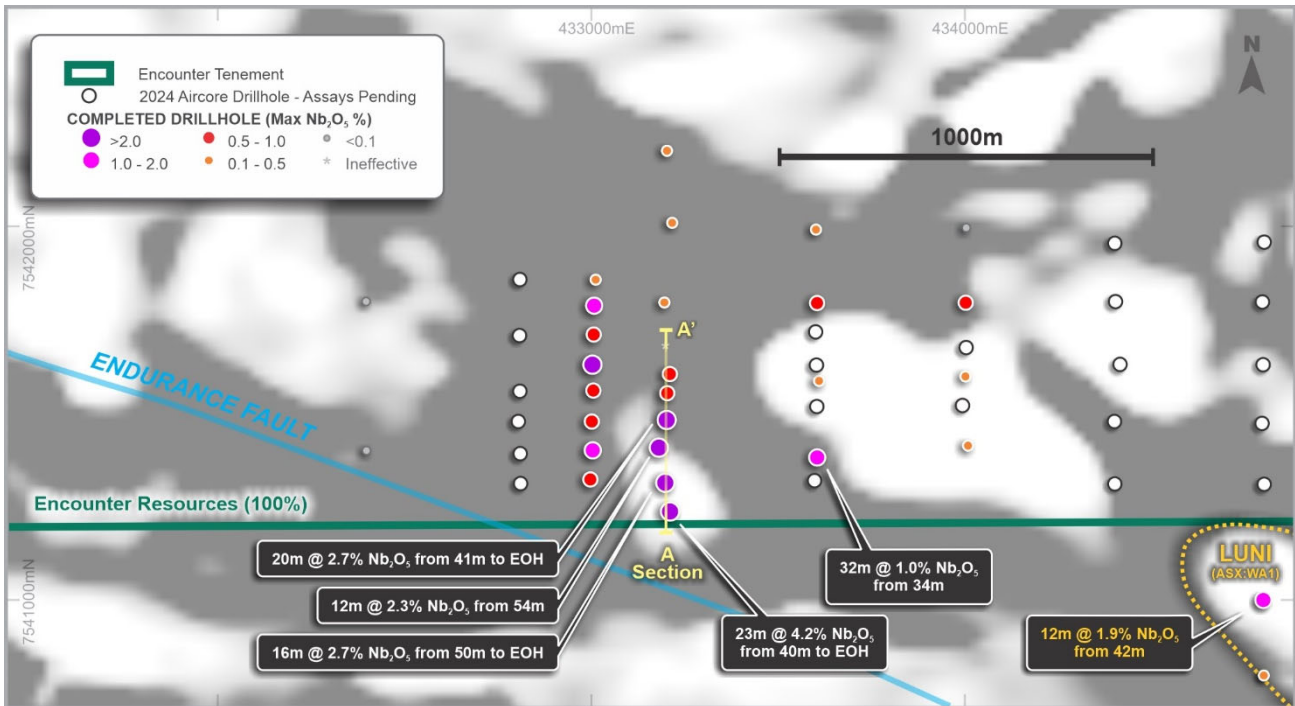 433000mE
434000mE
Encounter Tenement
2024 Aircore Drillhole - Assays Pending
COMPLETED DRILLHOLE (Max Nb₂O₅ %)
>2.0
0.5 - 1.0
<0.1
1.0 - 2.0
0.1 - 0.5
Ineffective
N
1000m
7542000mN
A'
ENDURANCE FAULT
Encounter Resources (100%)
A
Section
20m @ 2.7% Nb₂O₅ from 41m to EOH
12m @ 2.3% Nb₂O₅ from 54m
16m @ 2.7% Nb₂O₅ from 50m to EOH
23m @ 4.2% Nb₂O₅
from 40m to EOH
32m @ 1.0% Nb₂O₅
from 34m
LUNI
(ASX:WA1)
12m @ 1.9% Nb₂O₅
from 42m
7541000mN